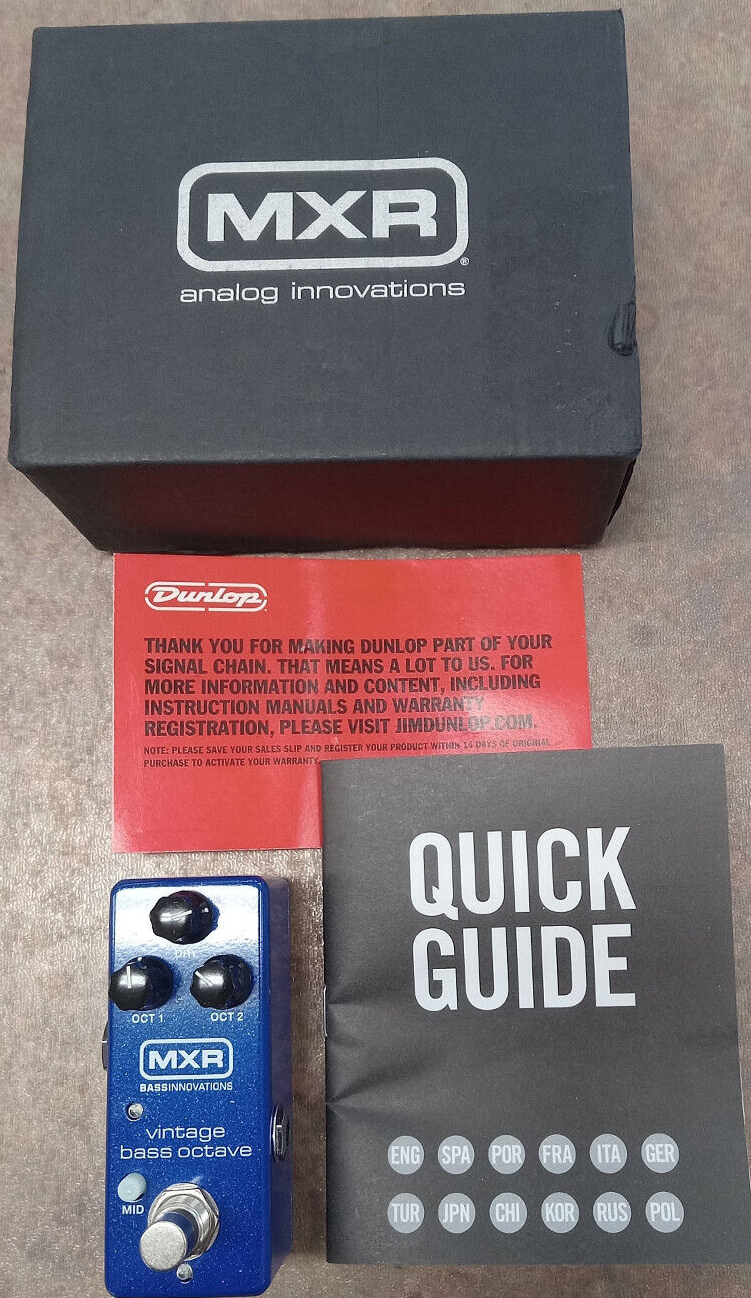 MXR
®
analog innovations
Dunlop
THANK YOU FOR MAKING DUNLOP PART OF YOUR
SIGNAL CHAIN. THAT MEANS A LOT TO US. FOR
MORE INFORMATION AND CONTENT, INCLUDING
INSTRUCTION MANUALS AND WARRANTY
REGISTRATION, PLEASE VISIT JIMDUNLOP.COM.
NOTE: PLEASE SAVE YOUR SALES SLIP AND REGISTER YOUR PRODUCT WITHIN 14 DAYS OF ORIGINAL
PURCHASE TO ACTIVATE YOUR WARRANTY.
QUICK
GUIDE
ENG SPA POR FRA ITA GER
TUR JPN CHI KOR RUS POL
DRY
OCT 1 OCT 2
MXR
BASSINNOVATIONS
vintage
bass octave
MID